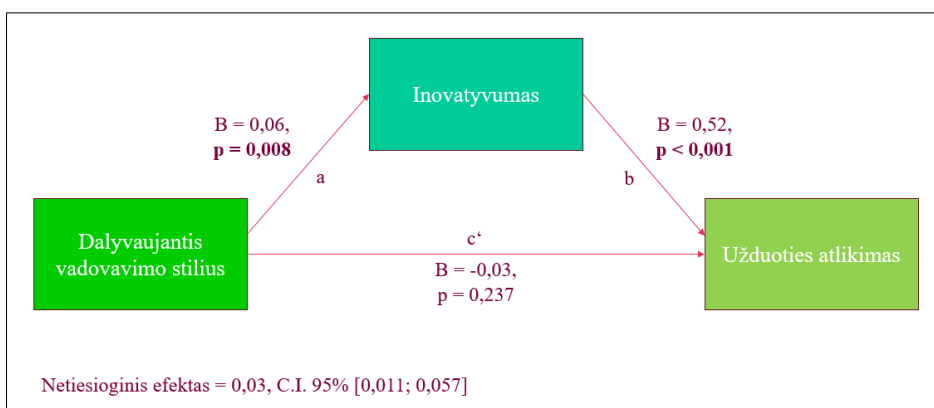 Inovatyvumas
B = 0,06,
p = 0,008
B = 0,52,
p < 0,001
a
b
Dalyvaujantis
vadovavimo stilius
c‘
Užduoties atlikimas
B = -0,03,
p = 0,237
Netiesioginis efektas = 0,03, C.I. 95% [0,011; 0,057]